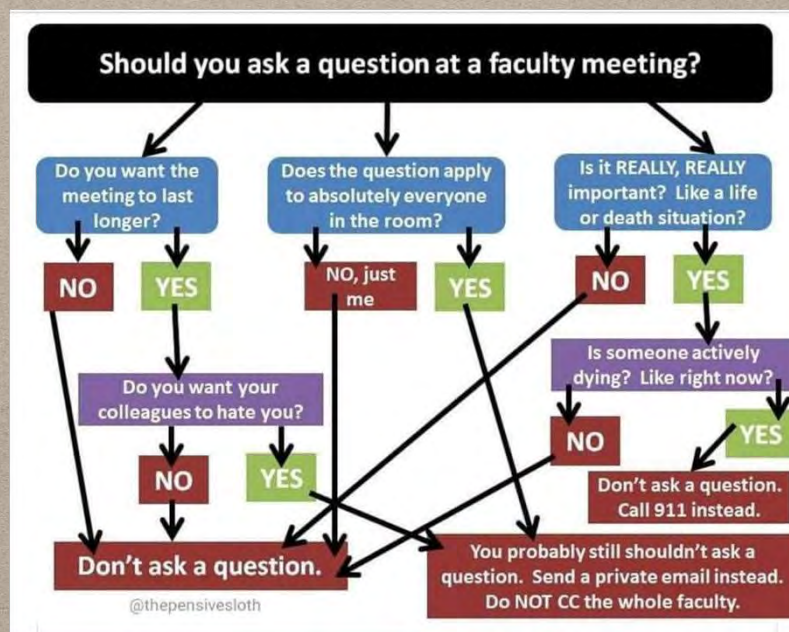 Should you ask a question at a faculty meeting?
Do you want the
meeting to last
longer?
Does the question apply
to absolutely everyone
in the room?
Is it REALLY, REALLY
important? Like a life
or death situation?
NO
YES
NO, just
me
YES
NO
YES
Do you want your
colleagues to hate you?
Is someone actively
dying? Like right now?
NO
YES
NO
YES
Don't ask a question.
Call 911 instead.
Don't ask a question.
You probably still shouldn't ask a
question. Send a private email instead.
Do NOT CC the whole faculty.
@thepensivesloth